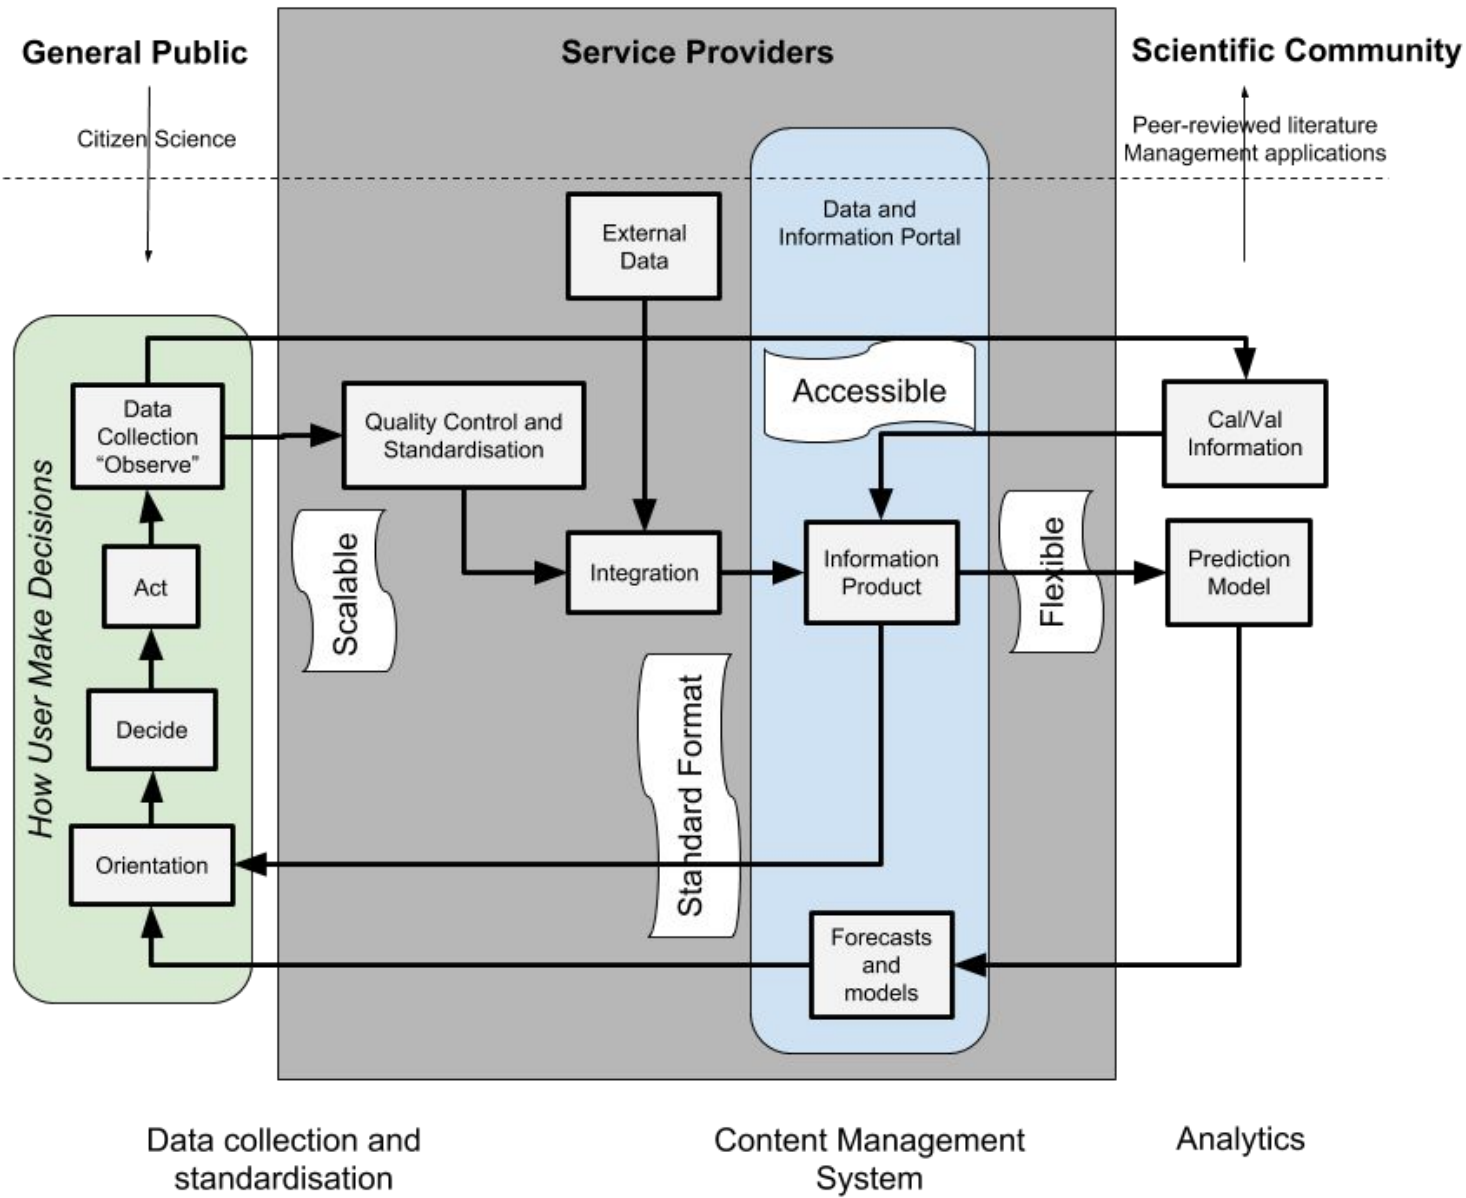 General Public
Service Providers
Scientific Community
Citizen Science
Peer-reviewed literature
Management applications
Data and
Information Portal
External
Data
Accessible
Data
Collection
“Observe”
Quality Control and
Standardisation
Cal/Val
Information
How User Make Decisions
Scalable
Act
Integration
Information
Product
Flexible
Prediction
Model
Decide
Standard Format
Orientation
Forecasts
and
models
Data collection and
standardisation
Content Management
System
Analytics